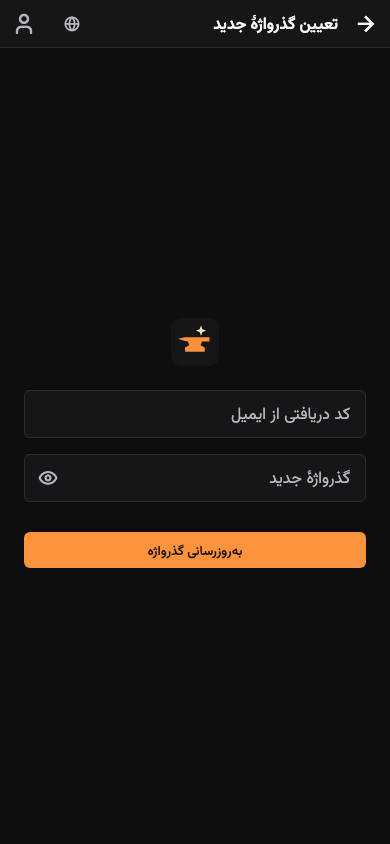 تعیین گذرواژهٔ جدید
کد دریافتی از ایمیل
گذرواژهٔ جدید
به‌روزرسانی گذرواژه